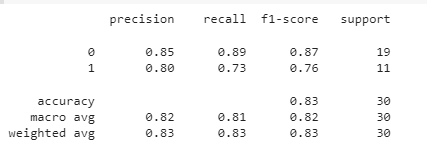 precision recall f1-score support
0 0.85 0.89 0.87 19
1 0.80 0.73 0.76 11
accuracy 0.83 30
macro avg 0.82 0.81 0.82 30
weighted avg 0.83 0.83 0.83 30